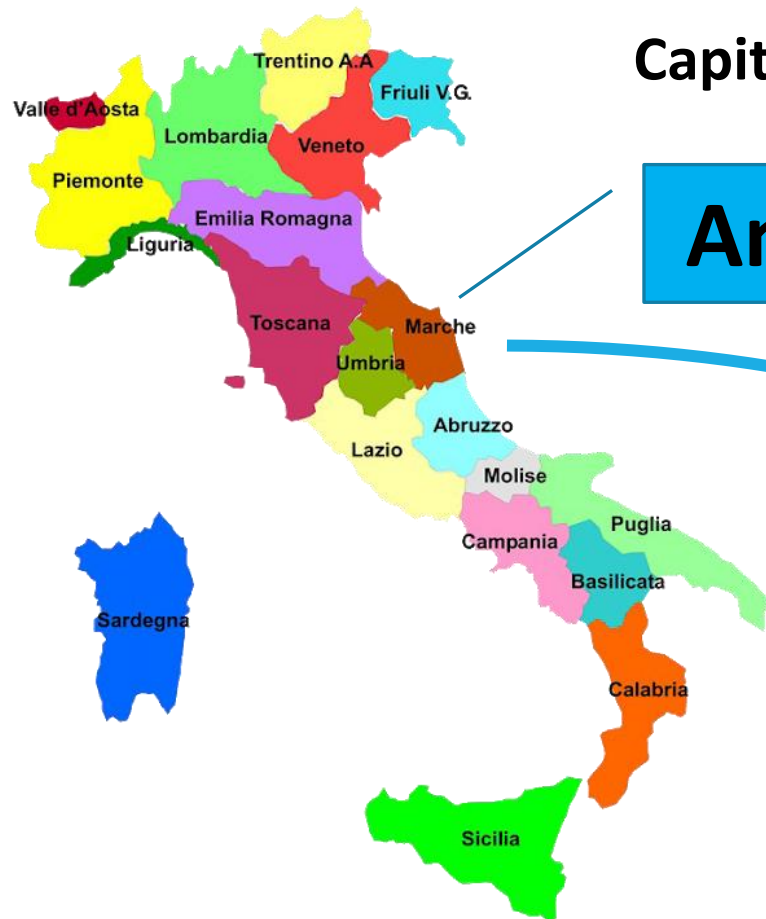 Capit
An
Trentino A.A
Friuli V.G.
Valle d'Aosta
Lombardia
Veneto
Piemonte
Emilia Romagna
Liguria
Toscana
Marche
Umbria
Abruzzo
Lazio
Molise
Puglia
Campania
Basilicata
Sardegna
Calabria
Sicilia